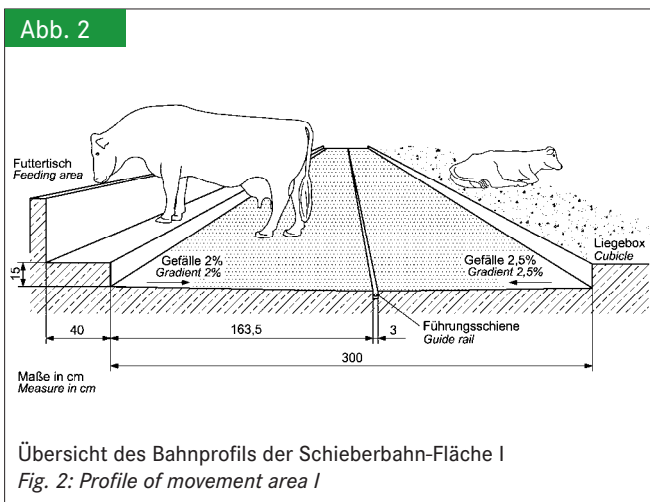 Abb. 2
Futtertisch
Feeding area
Liegebox
Cubicle
Gefälle 2%
Gradient 2%
Gefälle 2,5%
Gradient 2,5%
15
Führungsschiene
Guide rail
40
163,5
3
300
Maße in cm
Measure in cm
Übersicht des Bahnprofils der Schieberbahn-Fläche I
Fig. 2: Profile of movement area I